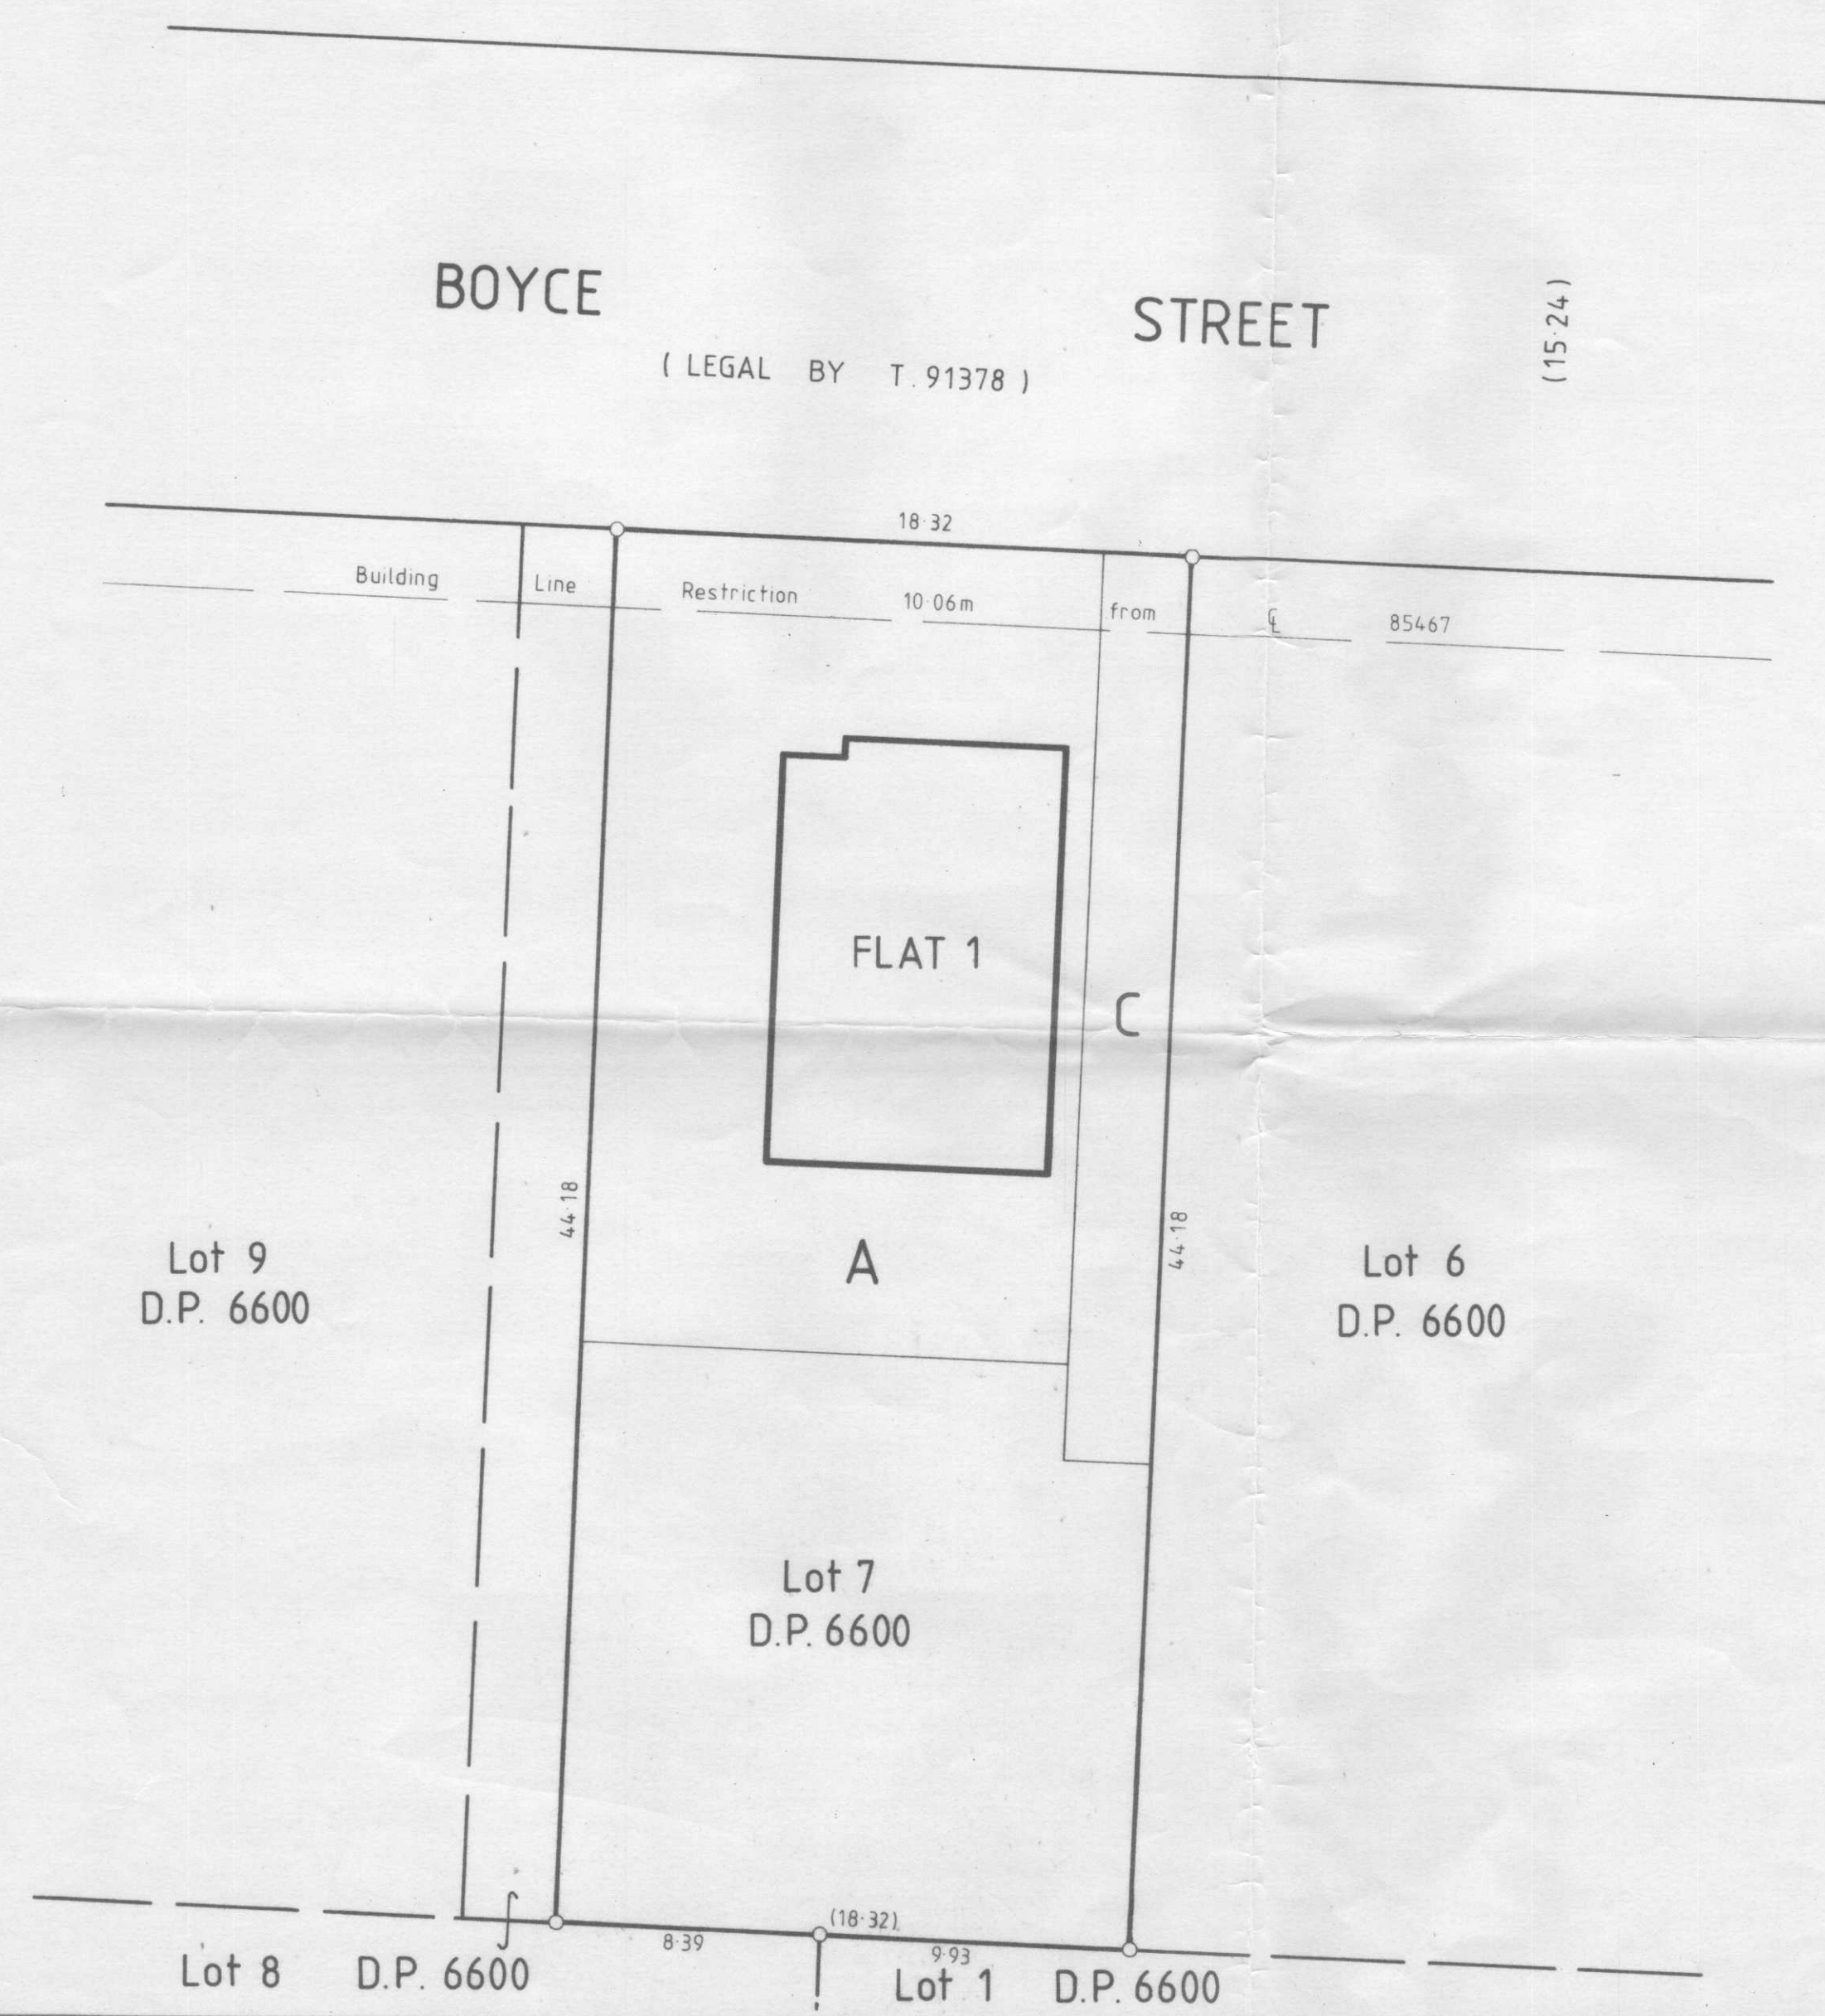 BOYCE STREET
(15·24)
( LEGAL BY T. 91378 )
18·32
Building Line Restriction 10·06m from ℄ 85467
FLAT 1
C
44·18
44·18
A
Lot 9
D.P. 6600
Lot 6
D.P. 6600
Lot 7
D.P. 6600
(18·32)
8·39
9·93
Lot 8 D.P. 6600
Lot 1 D.P. 6600